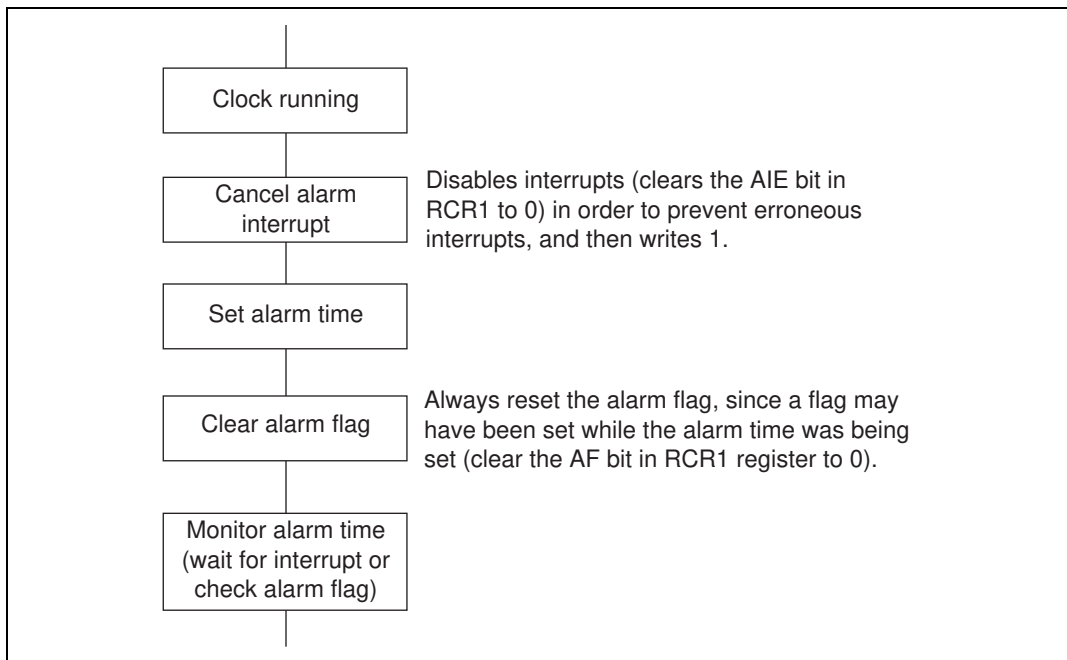 Clock running
Cancel alarm
interrupt
Disables interrupts (clears the AIE bit in
RCR1 to 0) in order to prevent erroneous
interrupts, and then writes 1.
Set alarm time
Clear alarm flag
Always reset the alarm flag, since a flag may
have been set while the alarm time was being
set (clear the AF bit in RCR1 register to 0).
Monitor alarm time
(wait for interrupt or
check alarm flag)